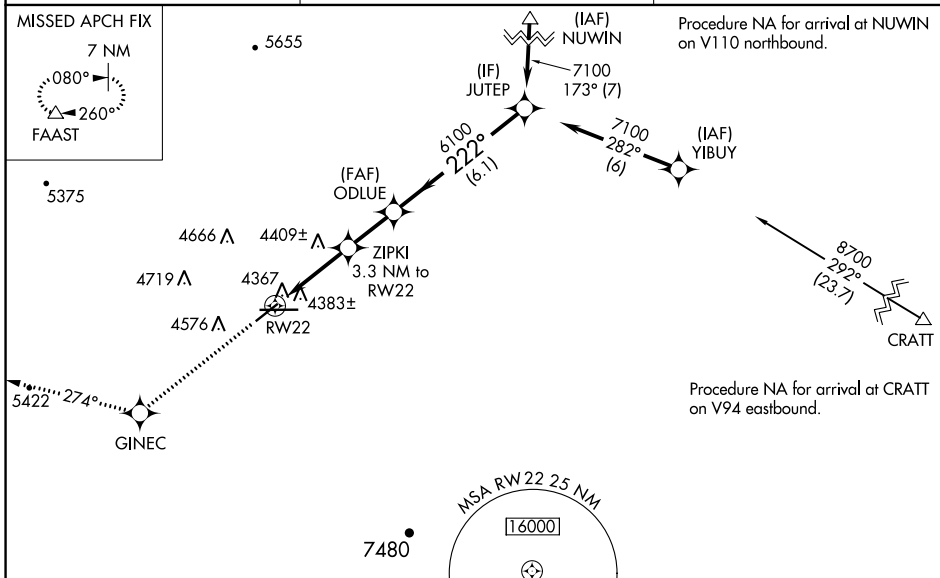 MISSED APCH FIX
7 NM
080°
260°
FAAST
5655
(IAF)
NUWIN
7100
173° (7)
Procedure NA for arrival at NUWIN
on V110 northbound.
(IF)
JUTEP
6100
222°
(6.1)
7100
282°
(6)
(IAF)
YIBUY
(FAF)
ODLUE
5375
4666
4409±
ZIPKI
3.3 NM to
RW22
4719
4367
4383±
4576
RW22
8700
292°
(23.7)
CRATT
5422
274°
GINEC
Procedure NA for arrival at CRATT
on V94 eastbound.
MSA RW22 25 NM
16000
7480